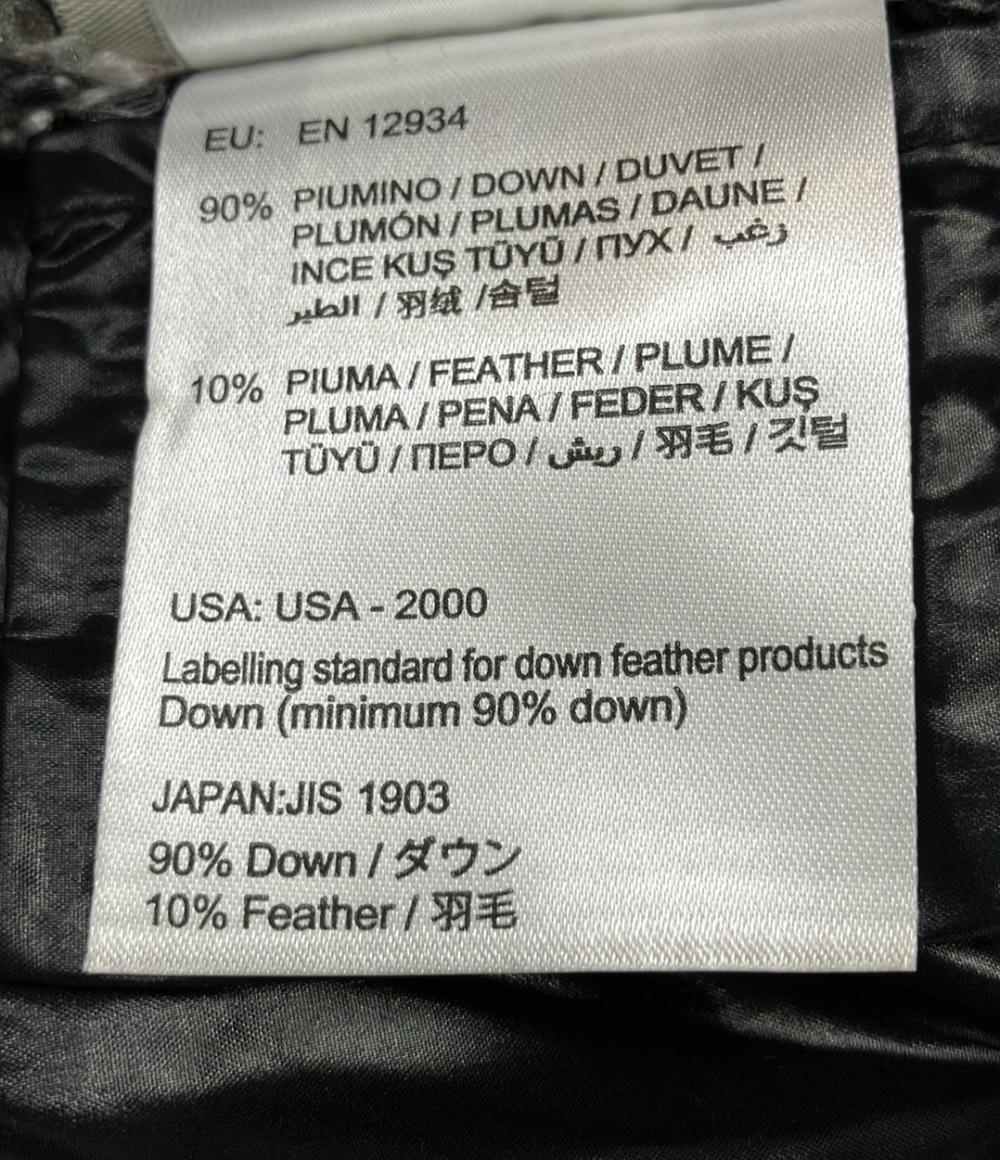 EU: EN 12934
90% PIUMINO / DOWN / DUVET /
PLUMÓN / PLUMAS / DAUNE /
INCE KUŞ TÜYÜ / ПУХ / زغب
الطير / 羽绒 /솜털
10% PIUMA / FEATHER / PLUME /
PLUMA / PENA / FEDER / KUŞ
TÜYÜ / ПЕРО / ريش / 羽毛 / 깃털
USA: USA - 2000
Labelling standard for down feather products
Down (minimum 90% down)
JAPAN:JIS 1903
90% Down / ダウン
10% Feather / 羽毛